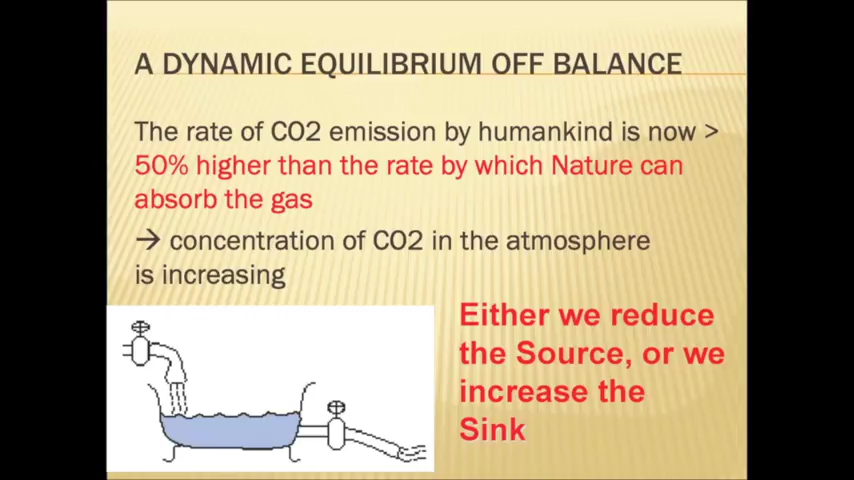 A DYNAMIC EQUILIBRIUM OFF BALANCE
The rate of CO2 emission by humankind is now >
50% higher than the rate by which Nature can
absorb the gas
→ concentration of CO2 in the atmosphere
is increasing
Either we reduce
the Source, or we
increase the
Sink